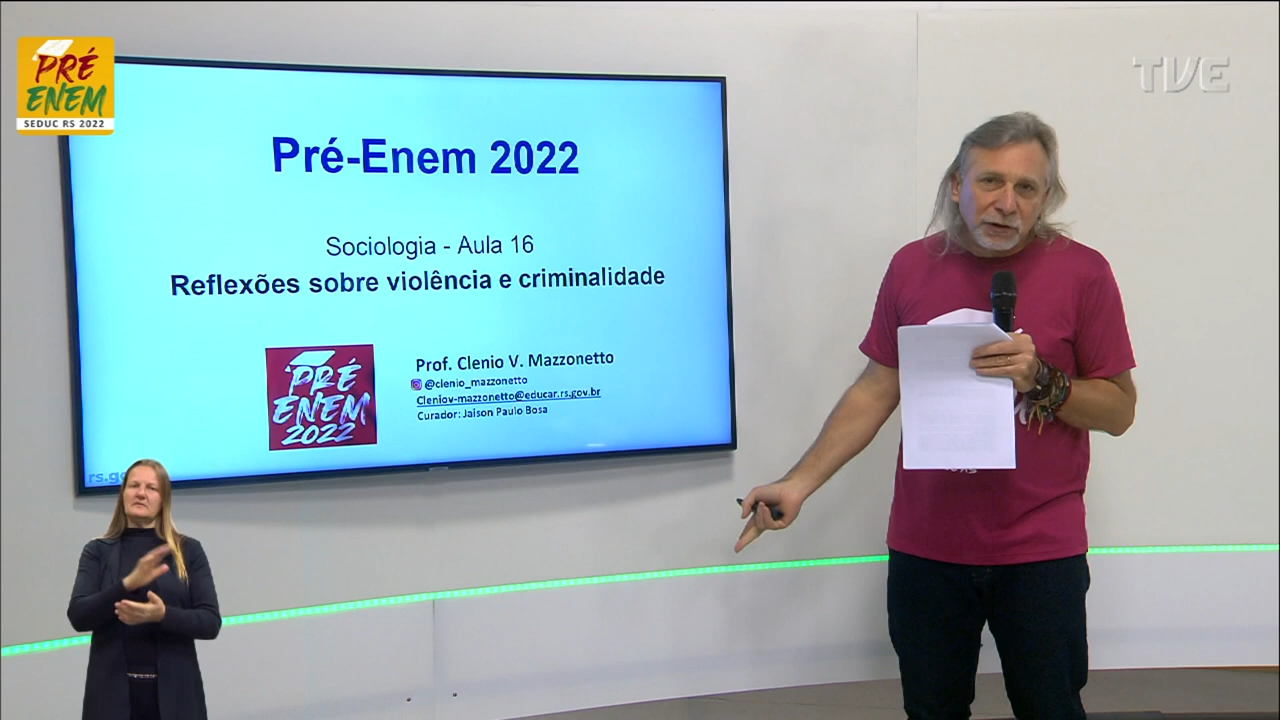 PRÉ
ENEM
SEDUC RS 2022
TVE
Pré-Enem 2022
Sociologia - Aula 16
Reflexões sobre violência e criminalidade
PRÉ
ENEM
2022
Prof. Clenio V. Mazzonetto
@clenio_mazzonetto
Cleniov-mazzonetto@educar.rs.gov.br
Curador: Jaison Paulo Bosa